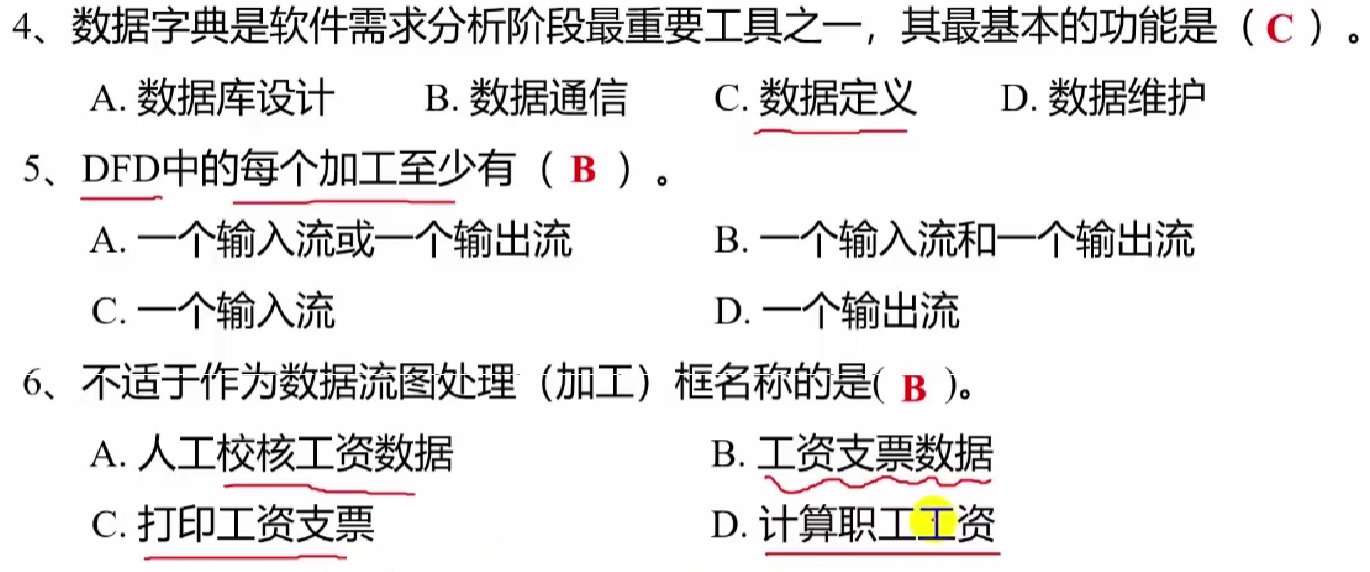 4、数据字典是软件需求分析阶段最重要工具之一，其最基本的功能是（C）。
A. 数据库设计 B. 数据通信 C. 数据定义 D. 数据维护
5、DFD中的每个加工至少有（B）。
A. 一个输入流或一个输出流 B. 一个输入流和一个输出流
C. 一个输入流 D. 一个输出流
6、不适于作为数据流图处理（加工）框名称的是( B )。
A. 人工校核工资数据 B. 工资支票数据
C. 打印工资支票 D. 计算职工工资